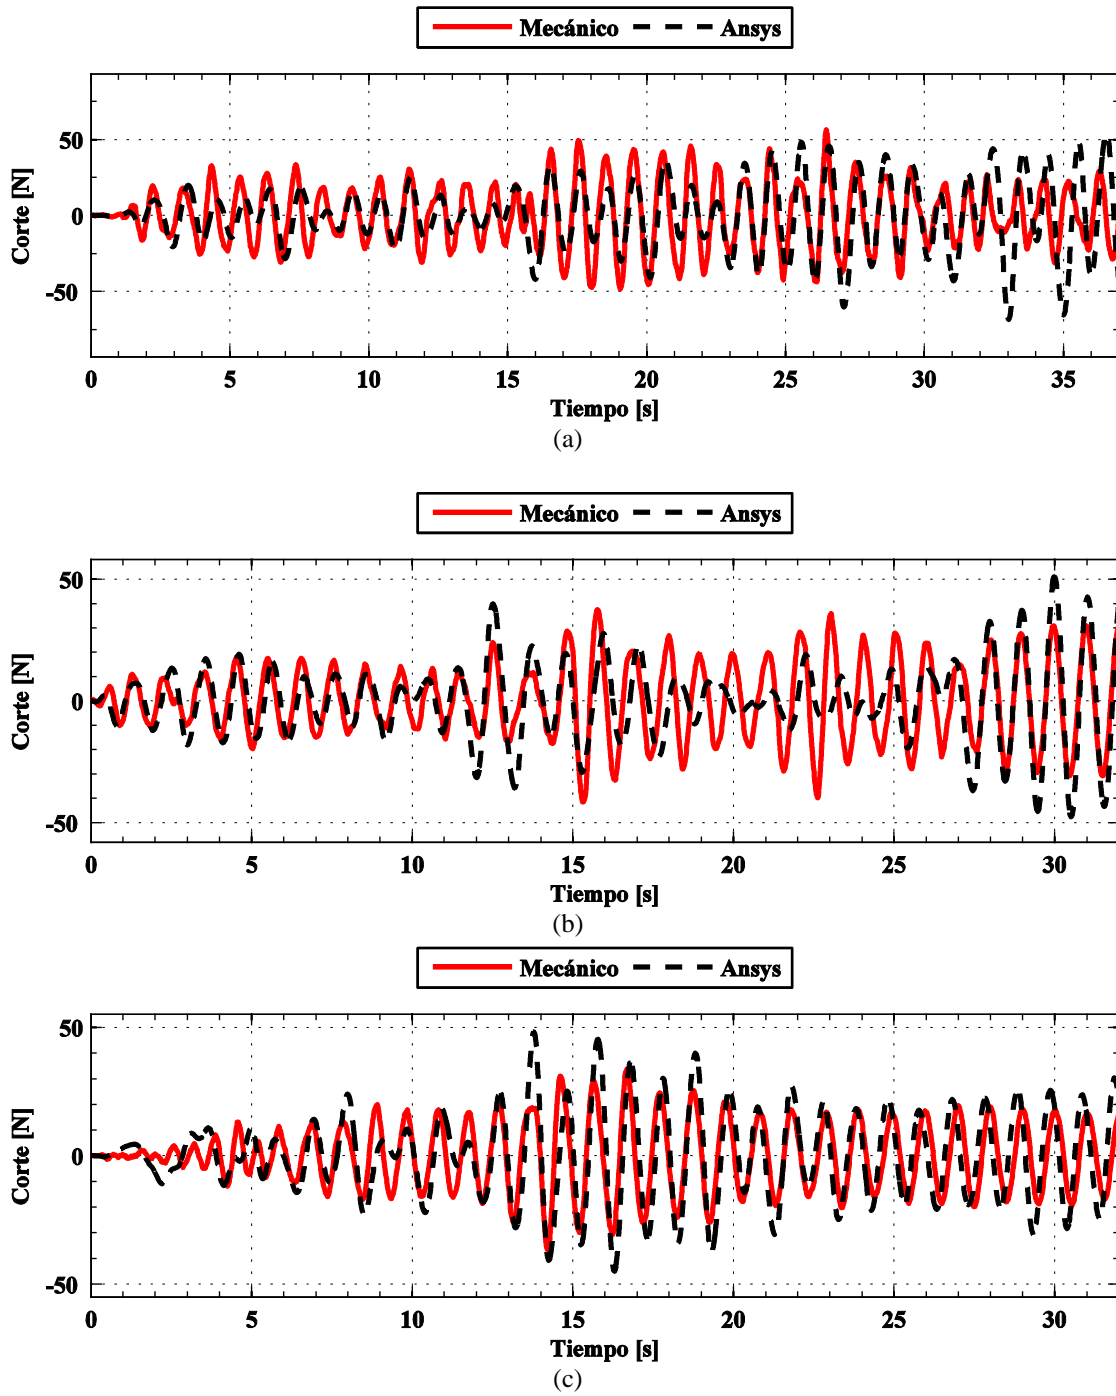 Mecánico Ansys
50
0
-50
Corte [N]
0 5 10 15 20 25 30 35
Tiempo [s]
(a)
Mecánico Ansys
50
0
-50
Corte [N]
0 5 10 15 20 25 30
Tiempo [s]
(b)
Mecánico Ansys
50
0
-50
Corte [N]
0 5 10 15 20 25 30
Tiempo [s]
(c)